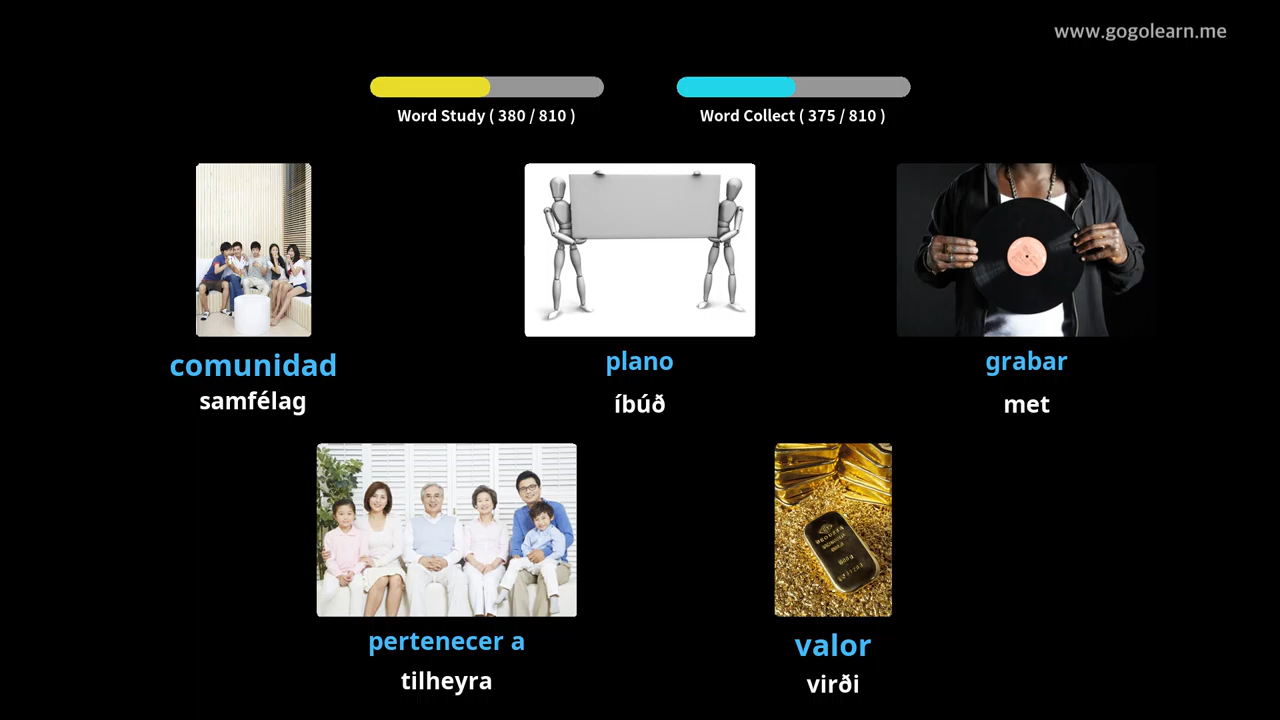 www.gogolearn.me
Word Study ( 380 / 810 )
Word Collect ( 375 / 810 )
comunidad
samfélag
plano
íbúð
grabar
met
pertenecer a
tilheyra
valor
virði